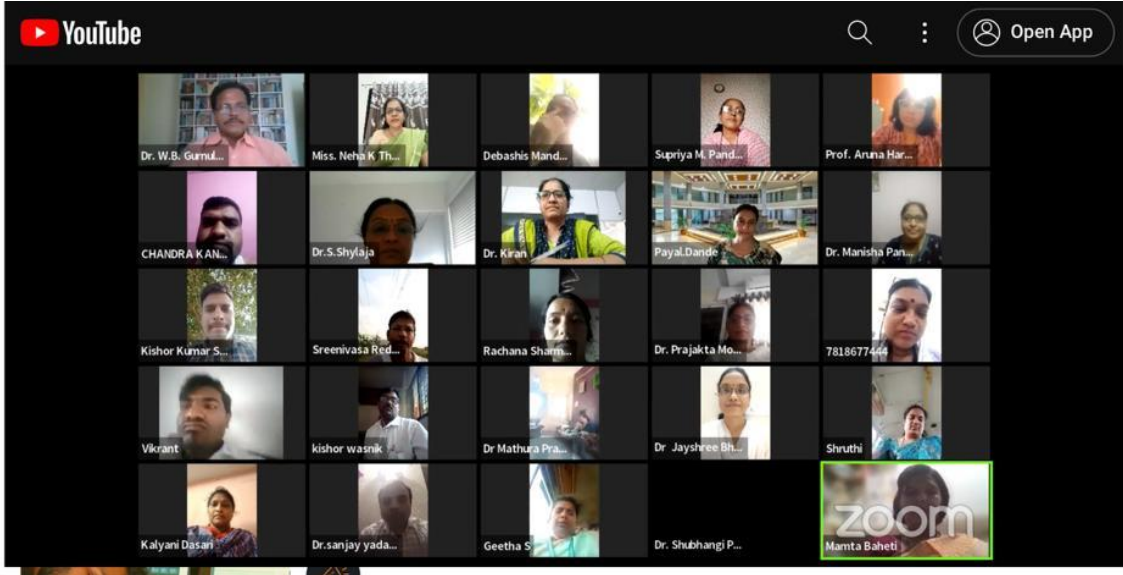 YouTube
Open App
Dr. W.B. Gurnul...
Miss. Neha K Th...
Debashis Mand...
Supriya M. Pand...
Prof. Aruna Har...
CHANDRA KAN...
Dr.S.Shylaja
Dr. Kiran
Payal.Dande
Dr. Manisha Pan...
Kishor Kumar S...
Sreenivasa Red...
Rachana Sharm...
Dr. Prajakta Mo...
7818677444
Vikrant
kishor wasnik
Dr Mathura Pra...
Dr Jayshree Bh...
Shruthi
Kalyani Dasari
Dr.sanjay yada...
Geetha S
Dr. Shubhangi P...
zoom
Mamta Baheti